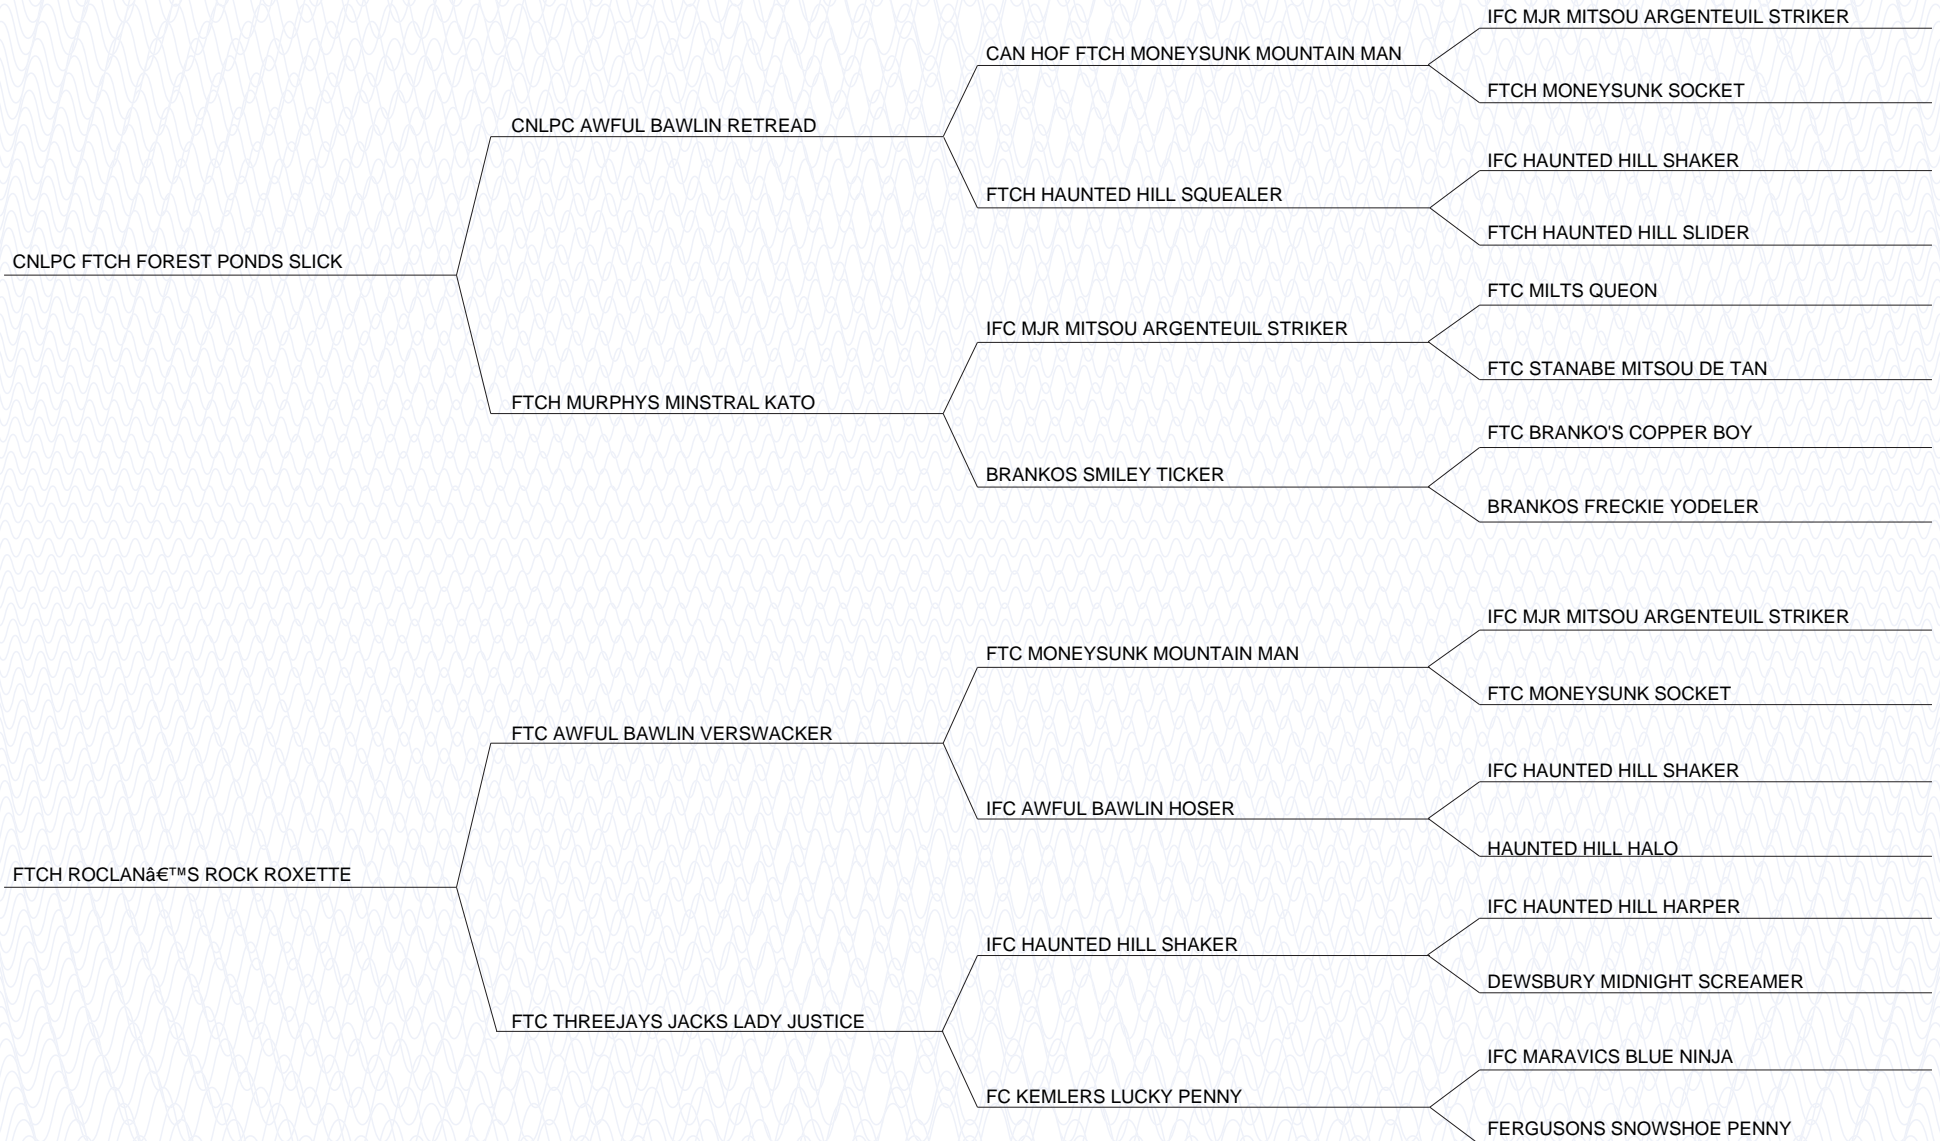 IFC MJR MITSOU ARGENTEUIL STRIKER
CAN HOF FTCH MONEYSUNK MOUNTAIN MAN
FTCH MONEYSUNK SOCKET
CNLPC AWFUL BAWLIN RETREAD
IFC HAUNTED HILL SHAKER
FTCH HAUNTED HILL SQUEALER
FTCH HAUNTED HILL SLIDER
CNLPC FTCH FOREST PONDS SLICK
FTC MILTS QUEON
IFC MJR MITSOU ARGENTEUIL STRIKER
FTC STANABE MITSOU DE TAN
FTCH MURPHYS MINSTRAL KATO
FTC BRANKO'S COPPER BOY
BRANKOS SMILEY TICKER
BRANKOS FRECKIE YODELER
IFC MJR MITSOU ARGENTEUIL STRIKER
FTC MONEYSUNK MOUNTAIN MAN
FTC MONEYSUNK SOCKET
FTC AWFUL BAWLIN VERSWACKER
IFC HAUNTED HILL SHAKER
IFC AWFUL BAWLIN HOSER
HAUNTED HILL HALO
FTCH ROCLANâ€™S ROCK ROXETTE
IFC HAUNTED HILL HARPER
IFC HAUNTED HILL SHAKER
DEWSBURY MIDNIGHT SCREAMER
FTC THREEJAYS JACKS LADY JUSTICE
IFC MARAVICS BLUE NINJA
FC KEMLERS LUCKY PENNY
FERGUSONS SNOWSHOE PENNY